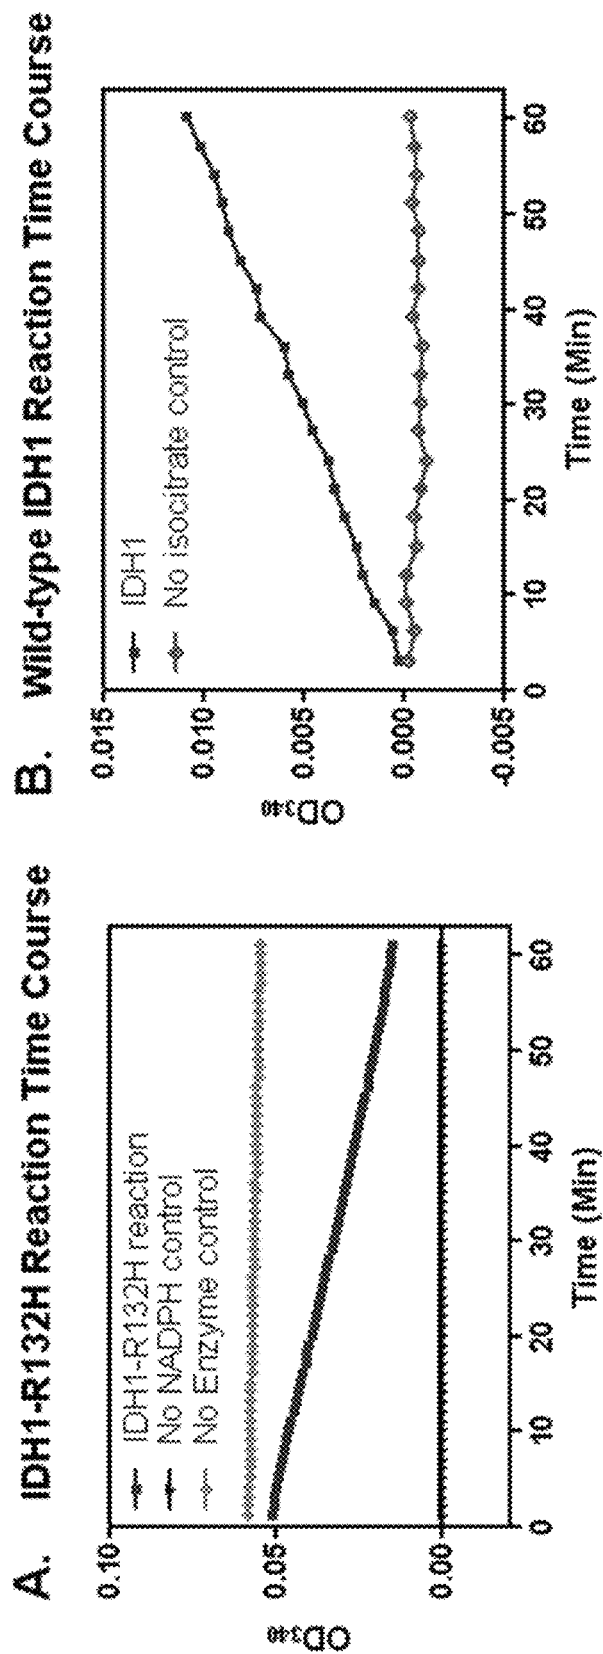 A. IDH1-R132H Reaction Time Course
OD340
0.10
0.05
0.00
IDH1-R132H reaction
No NADPH control
No Enzyme control
0 10 20 30 40 50 60
Time (Min)
B. Wild-type IDH1 Reaction Time Course
OD340
0.015
0.010
0.005
0.000
-0.005
IDH1
No isocitrate control
0 10 20 30 40 50 60
Time (Min)